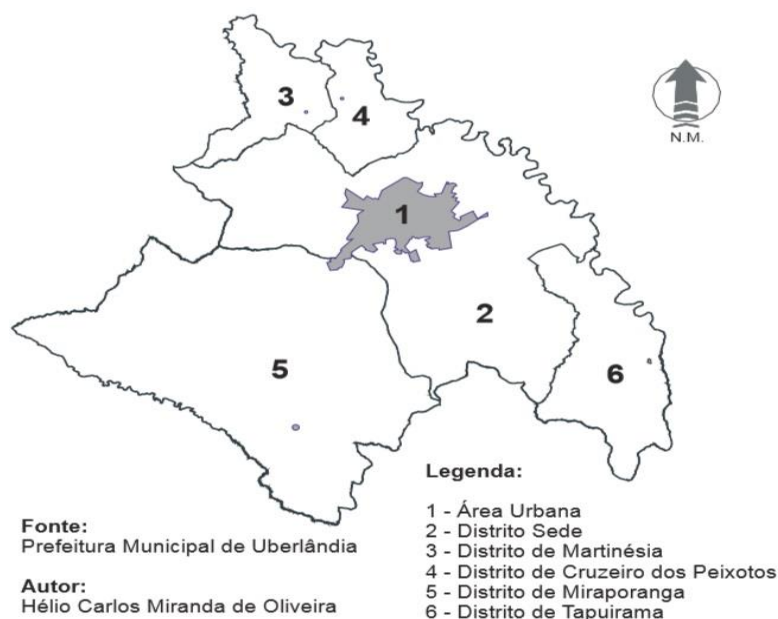 3
4
N.M.
1
2
5
6
Legenda:
1 - Área Urbana
2 - Distrito Sede
3 - Distrito de Martinésia
4 - Distrito de Cruzeiro dos Peixotos
5 - Distrito de Miraporanga
6 - Distrito de Tapuirama
Fonte:
Prefeitura Municipal de Uberlândia
Autor:
Hélio Carlos Miranda de Oliveira